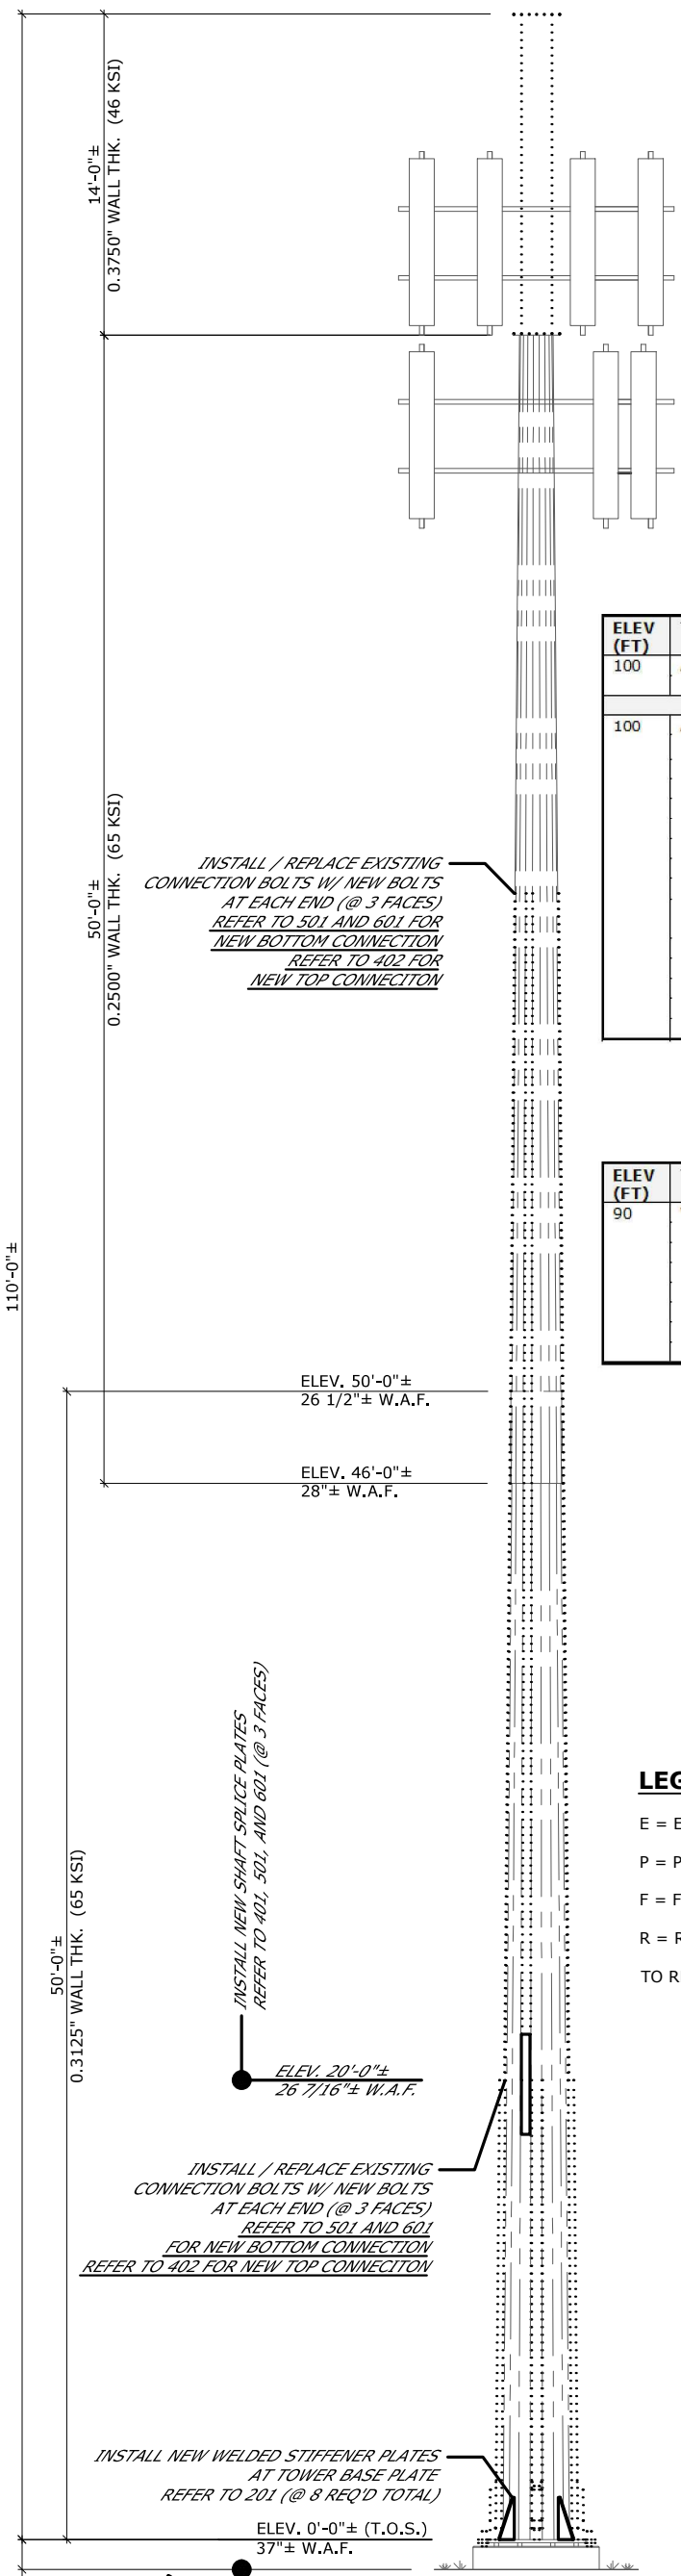 14'-0"±
0.3750" WALL THK. (46 KSI)
ELEV
(FT)
100
100
50'-0"±
0.2500" WALL THK. (65 KSI)
INSTALL / REPLACE EXISTING
CONNECTION BOLTS W/ NEW BOLTS
AT EACH END (@ 3 FACES)
REFER TO 501 AND 601 FOR
NEW BOTTOM CONNECTION
REFER TO 402 FOR
NEW TOP CONNECITON
ELEV
(FT)
90
110'-0"±
ELEV. 50'-0"±
26 1/2"± W.A.F.
ELEV. 46'-0"±
28"± W.A.F.
INSTALL NEW SHAFT SPLICE PLATES
REFER TO 401, 501, AND 601 (@ 3 FACES)
LEG
E = E
P = P
F = F
R = R
TO R
50'-0"±
0.3125" WALL THK. (65 KSI)
ELEV. 20'-0"±
26 7/16"± W.A.F.
INSTALL / REPLACE EXISTING
CONNECTION BOLTS W/ NEW BOLTS
AT EACH END (@ 3 FACES)
REFER TO 501 AND 601
FOR NEW BOTTOM CONNECTION
REFER TO 402 FOR NEW TOP CONNECITON
INSTALL NEW WELDED STIFFENER PLATES
AT TOWER BASE PLATE
REFER TO 201 (@ 8 REQ'D TOTAL)
ELEV. 0'-0"± (T.O.S.)
37"± W.A.F.